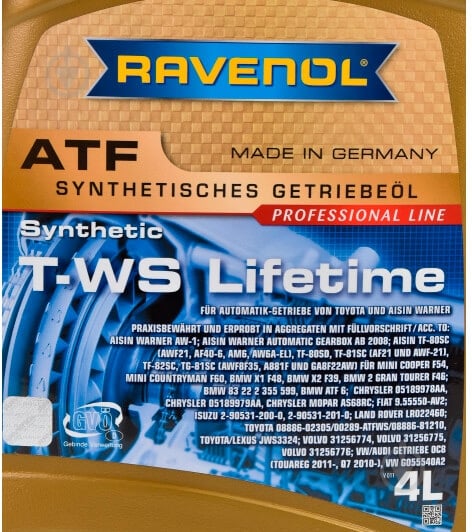 RAVENOL®
ATF
MADE IN GERMANY
SYNTHETISCHES GETRIEBEÖL
PROFESSIONAL LINE
Synthetic
T-WS Lifetime
FÜR AUTOMATIK-GETRIEBE VON TOYOTA UND AISIN WARNER
PRAXISBEWÄHRT UND ERPROBT IN AGGREGATEN MIT FÜLLVORSCHRIFT/ACC. TO:
AISIN WARNER AW-1; AISIN WARNER AUTOMATIC GEARBOX AB 2008; AISIN TF-80SC
(AWF21, AF40-6, AM6, AW6A-EL), TF-80SD, TF-81SC (AF21 UND AWF-21),
TF-82SC, TG-81SC (AWF8F35, A881F UND GA8F22AW) FÜR MINI COOPER F54,
MINI COUNTRYMAN F60, BMW X1 F48, BMW X2 F39, BMW 2 GRAN TOURER F46;
BMW 83 22 2 355 599, BMW ATF 6; CHRYSLER 05189978AA,
CHRYSLER 05189979AA, CHRYSLER MOPAR AS68RC; FIAT 9.55550-AV2;
ISUZU 2-90531-200-0, 2-90531-201-0; LAND ROVER LR022460;
TOYOTA 08886-02305/00289-ATFWS/08886-81210,
TOYOTA/LEXUS JWS3324; VOLVO 31256774, VOLVO 31256775,
VOLVO 31256776; VW/AUDI GETRIEBE 0C8
(TOUAREG 2011-, Q7 2010-), VW G055540A2
GVÖ
Gebinde Verwertung
4L